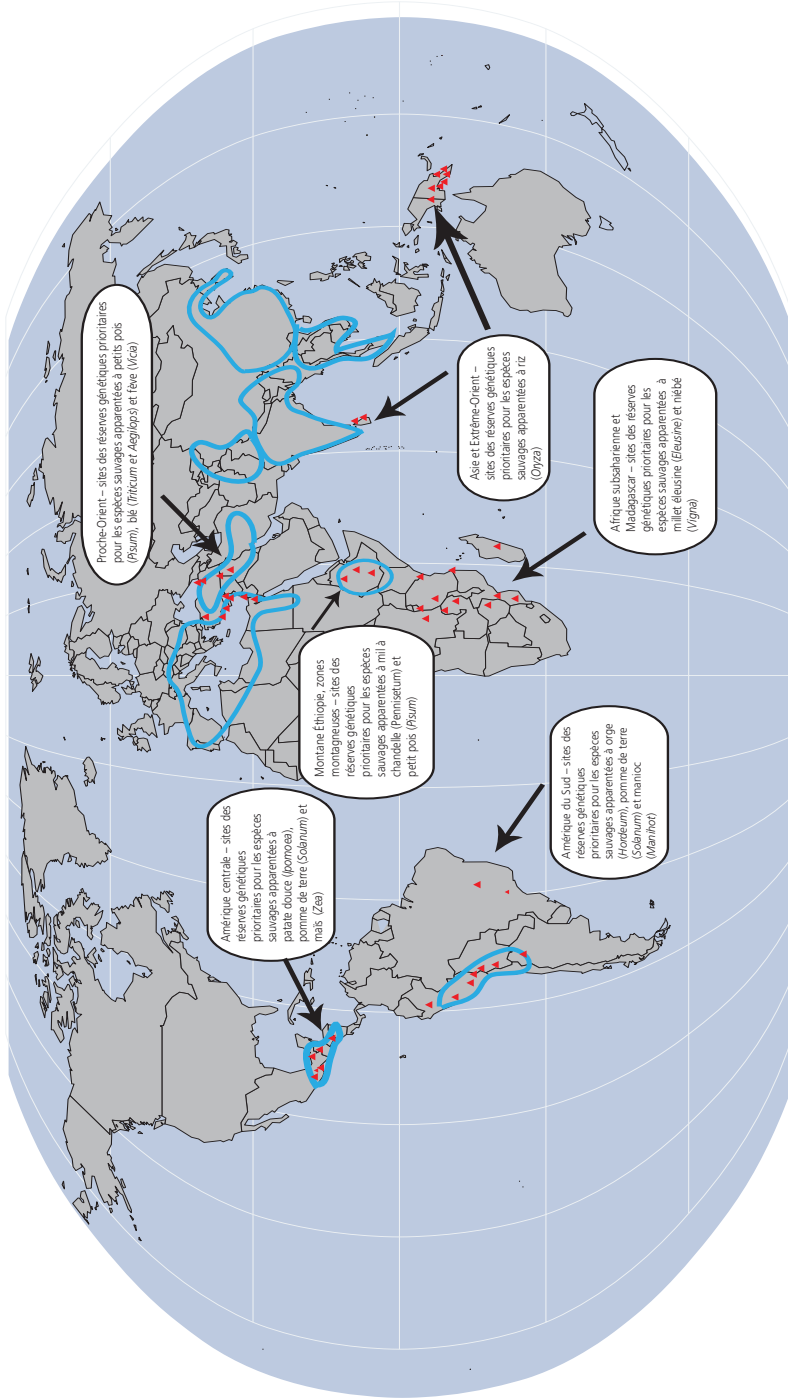 Proche-Orient – sites des réserves génétiques prioritaires
pour les espèces sauvages apparentées à petits pois
(Pisum), blé (Triticum et Aegilops) et fève (Vicia)
Amérique centrale – sites des
réserves génétiques
prioritaires pour les espèces
sauvages apparentées à
patate douce (Ipomoea),
pomme de terre (Solanum) et
maïs (Zea)
Montane Éthiopie, zones
montagneuses – sites des
réserves génétiques
prioritaires pour les espèces
sauvages apparentées à mil à
chandelle (Pennisetum) et
petit pois (Pisum)
Asie et Extrême-Orient –
sites des réserves génétiques
prioritaires pour les espèces
sauvages apparentées à riz
(Oryza)
Amérique du Sud – sites des
réserves génétiques
prioritaires pour les espèces
sauvages apparentées à orge
(Hordeum), pomme de terre
(Solanum) et manioc
(Manihot)
Afrique subsaharienne et
Madagascar – sites des réserves
génétiques prioritaires pour les
espèces sauvages apparentées à
millet éleusine (Eleusine) et niébé
(Vigna)